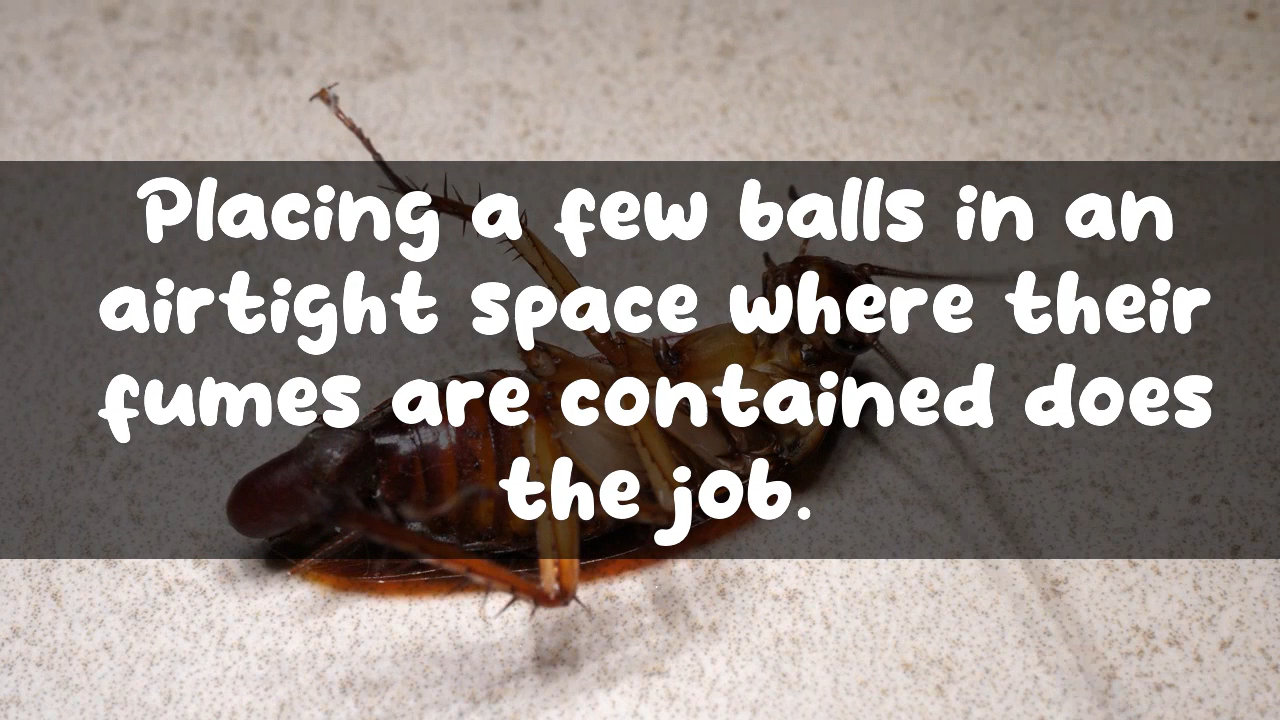 Placing a few balls in an
airtight space where their
fumes are contained does
the job.